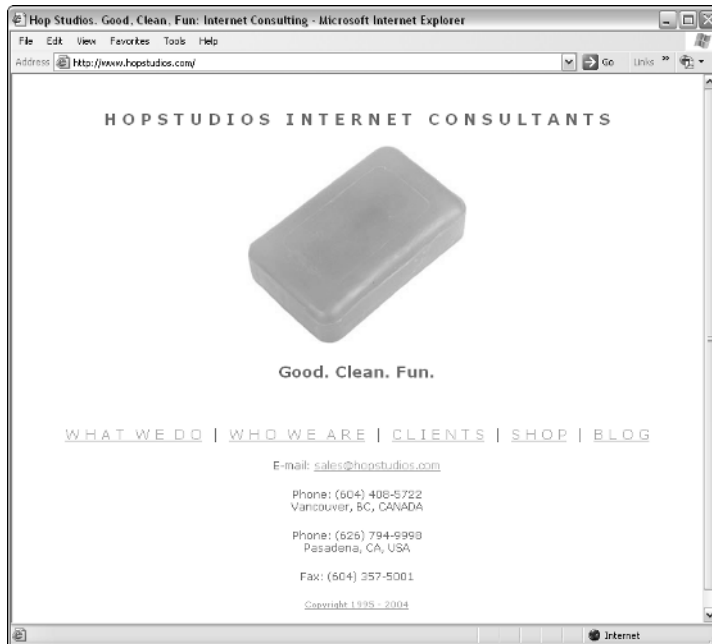 Hop Studios. Good, Clean, Fun: Internet Consulting - Microsoft Internet Explorer
File Edit View Favorites Tools Help
Address http://www.hopstudios.com/ Go Links »
HOPSTUDIOS INTERNET CONSULTANTS
Good. Clean. Fun.
WHAT WE DO | WHO WE ARE | CLIENTS | SHOP | BLOG
E-mail: sales@hopstudios.com
Phone: (604) 408-5722
Vancouver, BC, CANADA
Phone: (626) 794-9998
Pasadena, CA, USA
Fax: (604) 357-5001
Copyright 1995 - 2004
Internet